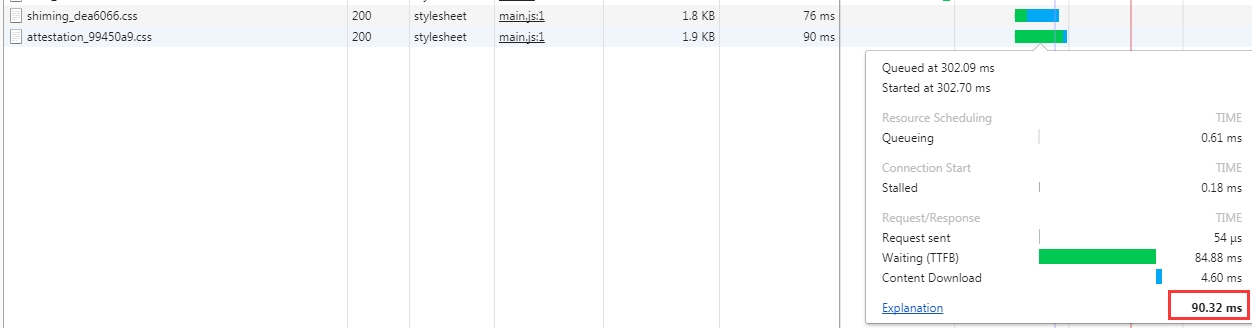 shiming_dea6066.css 200 stylesheet main.js:1 1.8 KB 76 ms
attestation_99450a9.css 200 stylesheet main.js:1 1.9 KB 90 ms
Queued at 302.09 ms
Started at 302.70 ms
Resource Scheduling TIME
Queueing 0.61 ms
Connection Start TIME
Stalled 0.18 ms
Request/Response TIME
Request sent 54 μs
Waiting (TTFB) 84.88 ms
Content Download 4.60 ms
Explanation 90.32 ms